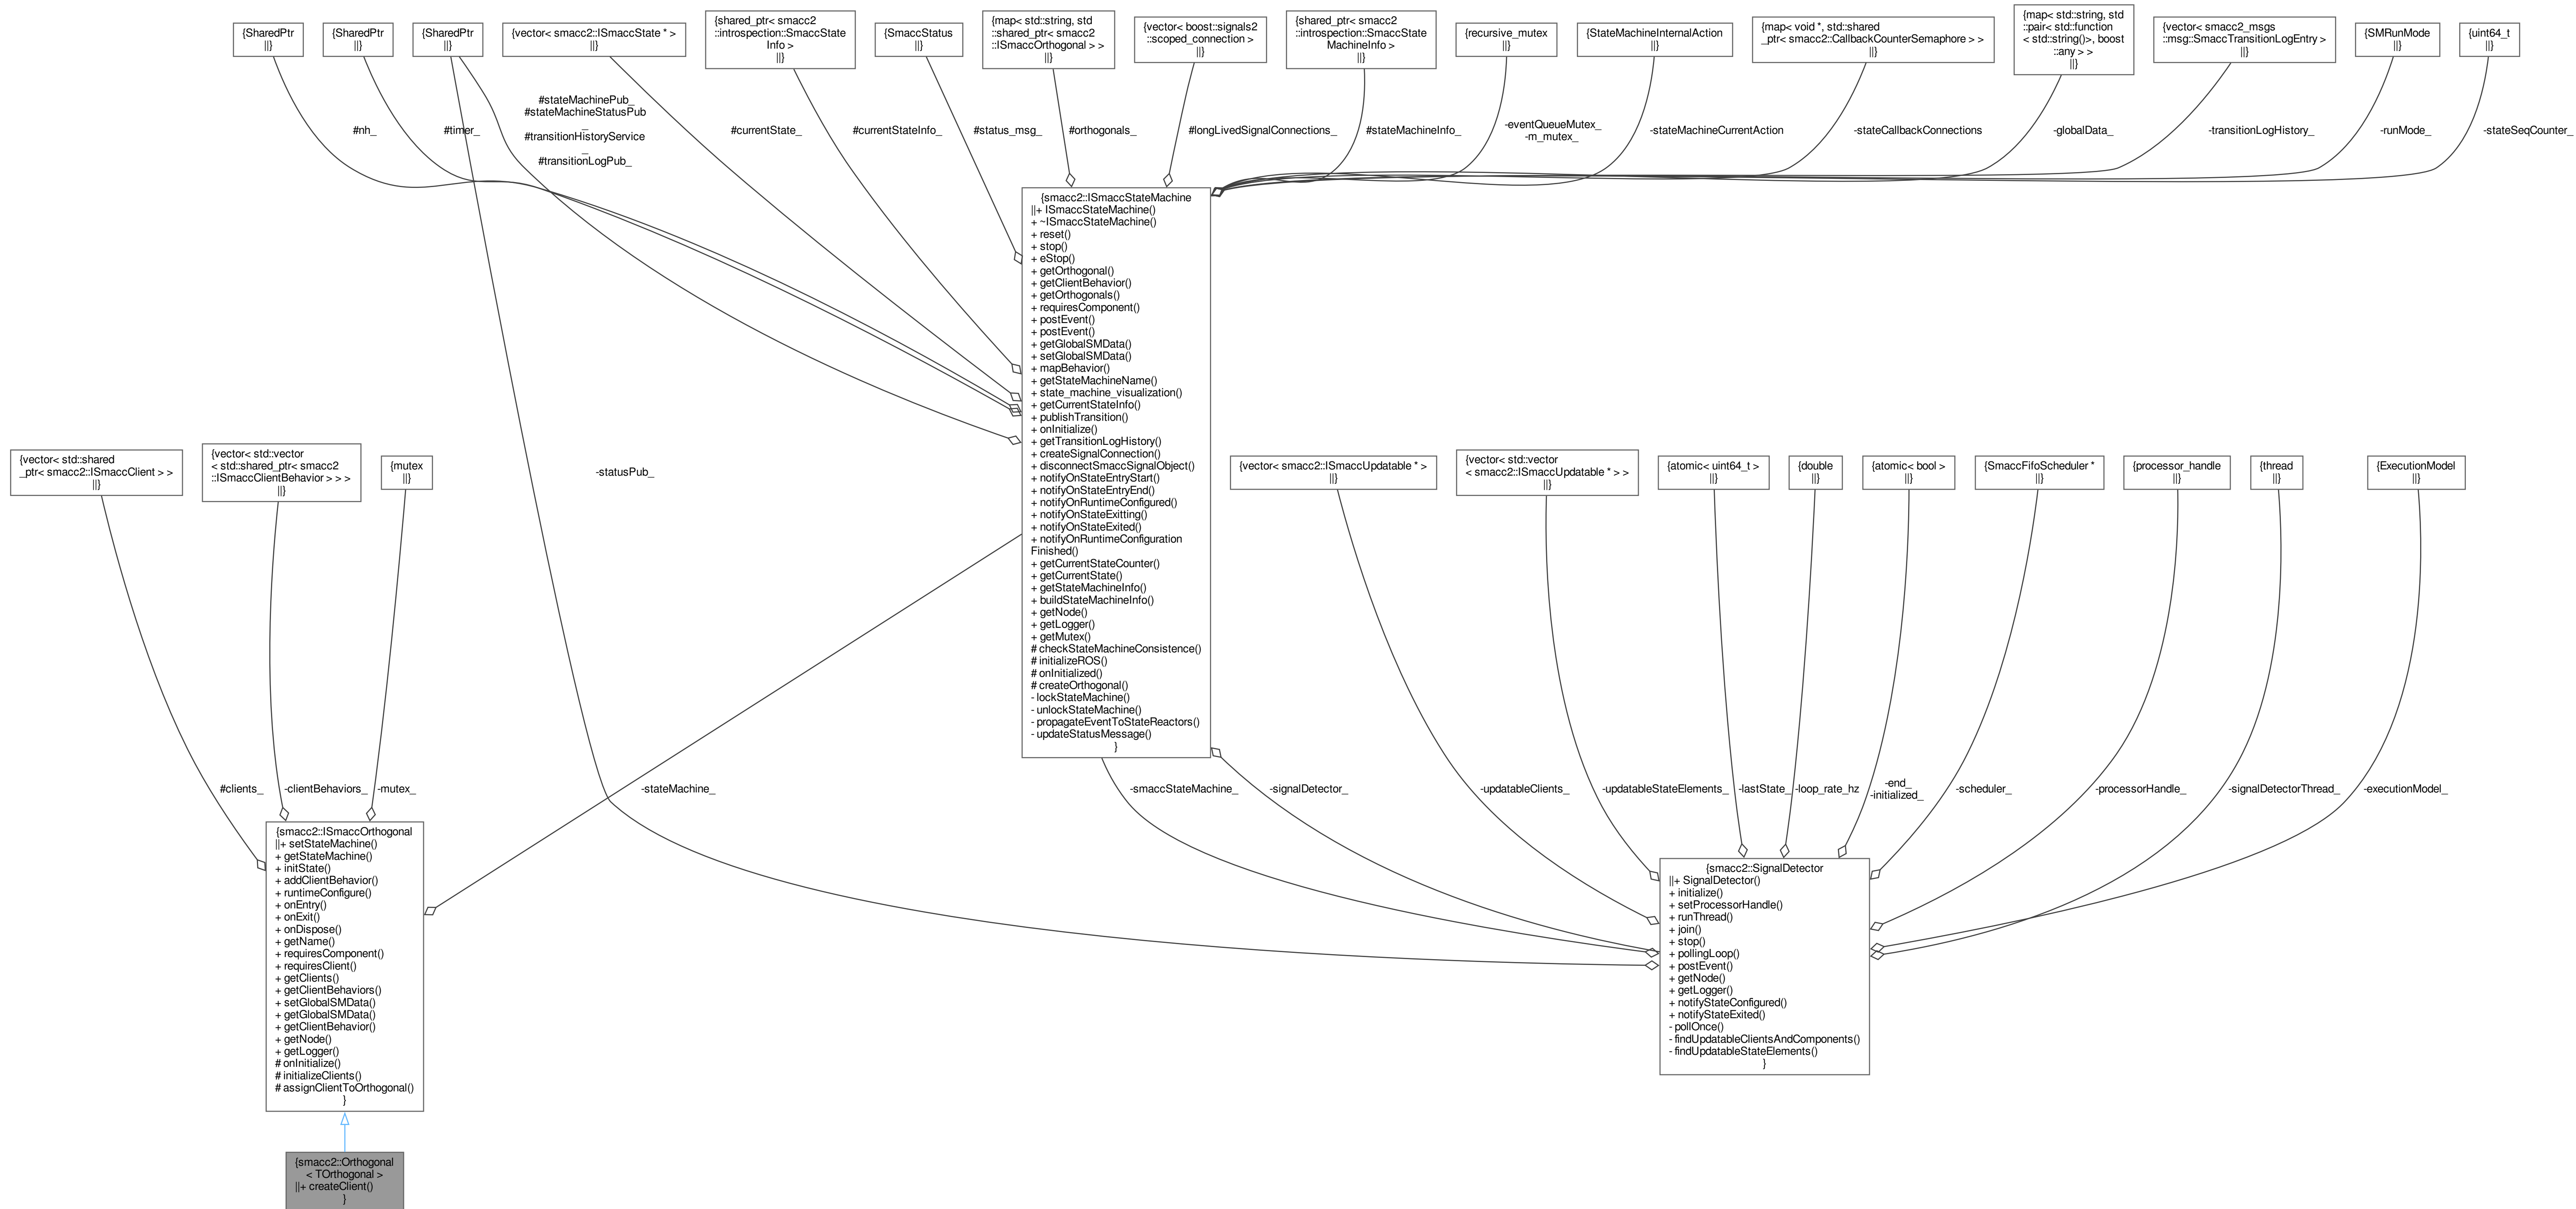 {SharedPtr
||}
{SharedPtr
||}
{SharedPtr
||}
{vector< smacc2::ISmaccState * >
||}
{shared_ptr< smacc2
::introspection::SmaccState
Info >
||}
{SmaccStatus
||}
{map< std::string, std
::shared_ptr< smacc2
::ISmaccOrthogonal > >
||}
{vector< boost::signals2
::scoped_connection >
||}
{shared_ptr< smacc2
::introspection::SmaccState
MachineInfo >
||}
{recursive_mutex
||}
{StateMachineInternalAction
||}
{map< void *, std::shared
_ptr< smacc2::CallbackCounterSemaphore > >
||}
{map< std::string, std
::pair< std::function
< std::string()>, boost
::any > >
||}
{vector< smacc2_msgs
::msg::SmaccTransitionLogEntry >
||}
{SMRunMode
||}
{uint64_t
||}
#nh_
#timer_
#stateMachinePub_
#stateMachineStatusPub
_
#transitionHistoryService
_
#transitionLogPub_
#currentState_
#currentStateInfo_
#status_msg_
#orthogonals_
#longLivedSignalConnections_
#stateMachineInfo_
-eventQueueMutex_
-m_mutex_
-stateMachineCurrentAction
-stateCallbackConnections
-globalData_
-transitionLogHistory_
-runMode_
-stateSeqCounter_
{smacc2::ISmaccStateMachine
||+ ISmaccStateMachine()
+ ~ISmaccStateMachine()
+ reset()
+ stop()
+ eStop()
+ getOrthogonal()
+ getClientBehavior()
+ getOrthogonals()
+ requiresComponent()
+ postEvent()
+ postEvent()
+ getGlobalSMData()
+ setGlobalSMData()
+ mapBehavior()
+ getStateMachineName()
+ state_machine_visualization()
+ getCurrentStateInfo()
+ publishTransition()
+ onInitialize()
+ getTransitionLogHistory()
+ createSignalConnection()
+ disconnectSmaccSignalObject()
+ notifyOnStateEntryStart()
+ notifyOnStateEntryEnd()
+ notifyOnRuntimeConfigured()
+ notifyOnStateExitting()
+ notifyOnStateExited()
+ notifyOnRuntimeConfiguration
Finished()
+ getCurrentStateCounter()
+ getCurrentState()
+ getStateMachineInfo()
+ buildStateMachineInfo()
+ getNode()
+ getLogger()
+ getMutex()
# checkStateMachineConsistence()
# initializeROS()
# onInitialized()
# createOrthogonal()
- lockStateMachine()
- unlockStateMachine()
- propagateEventToStateReactors()
- updateStatusMessage()
}
{vector< std::shared
_ptr< smacc2::ISmaccClient > >
||}
{vector< std::vector
< std::shared_ptr< smacc2
::ISmaccClientBehavior > > >
||}
{mutex
||}
-statusPub_
{vector< smacc2::ISmaccUpdatable * >
||}
{vector< std::vector
< smacc2::ISmaccUpdatable * > >
||}
{atomic< uint64_t >
||}
{double
||}
{atomic< bool >
||}
{SmaccFifoScheduler *
||}
{processor_handle
||}
{thread
||}
{ExecutionModel
||}
#clients_
-clientBehaviors_
-mutex_
-stateMachine_
-smaccStateMachine_
-signalDetector_
-updatableClients_
-updatableStateElements_
-lastState_
-loop_rate_hz
-end_
-initialized_
-scheduler_
-processorHandle_
-signalDetectorThread_
-executionModel_
{smacc2::ISmaccOrthogonal
||+ setStateMachine()
+ getStateMachine()
+ initState()
+ addClientBehavior()
+ runtimeConfigure()
+ onEntry()
+ onExit()
+ onDispose()
+ getName()
+ requiresComponent()
+ requiresClient()
+ getClients()
+ getClientBehaviors()
+ setGlobalSMData()
+ getGlobalSMData()
+ getClientBehavior()
+ getNode()
+ getLogger()
# onInitialize()
# initializeClients()
# assignClientToOrthogonal()
}
{smacc2::SignalDetector
||+ SignalDetector()
+ initialize()
+ setProcessorHandle()
+ runThread()
+ join()
+ stop()
+ pollingLoop()
+ postEvent()
+ getNode()
+ getLogger()
+ notifyStateConfigured()
+ notifyStateExited()
- pollOnce()
- findUpdatableClientsAndComponents()
- findUpdatableStateElements()
}
{smacc2::Orthogonal
< TOrthogonal >
||+ createClient()
}